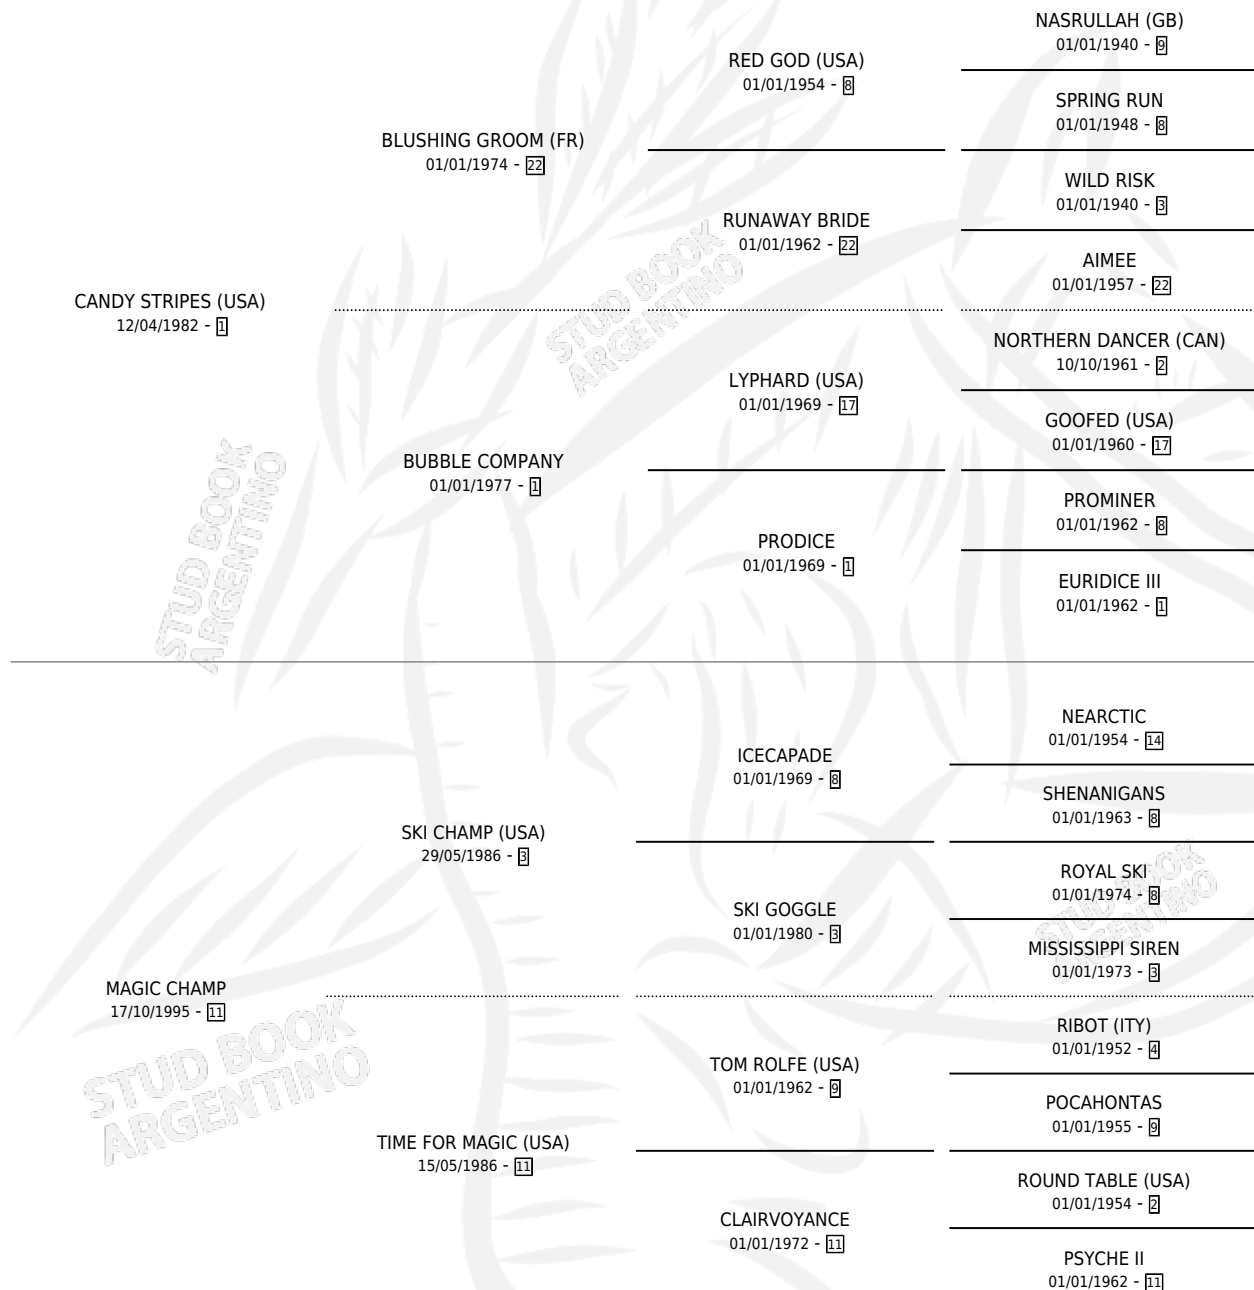 NASRULLAH (GB)
01/01/1940 - 9
RED GOD (USA)
01/01/1954 - 8
SPRING RUN
01/01/1948 - 8
BLUSHING GROOM (FR)
01/01/1974 - 22
WILD RISK
01/01/1940 - 3
RUNAWAY BRIDE
01/01/1962 - 22
AIMEE
01/01/1957 - 22
CANDY STRIPES (USA)
12/04/1982 - 1
NORTHERN DANCER (CAN)
10/10/1961 - 2
LYPHARD (USA)
01/01/1969 - 17
GOOFED (USA)
01/01/1960 - 17
BUBBLE COMPANY
01/01/1977 - 1
PROMINER
01/01/1962 - 8
PRODICE
01/01/1969 - 1
EURIDICE III
01/01/1962 - 1
STUD BOOK
ARGENTINO
STUD BOOK
ARGENTINO
NEARCTIC
01/01/1954 - 14
ICECAPADE
01/01/1969 - 8
SHENANIGANS
01/01/1963 - 8
SKI CHAMP (USA)
29/05/1986 - 3
ROYAL SKI
01/01/1974 - 8
SKI GOGGLE
01/01/1980 - 3
MISSISSIPPI SIREN
01/01/1973 - 3
MAGIC CHAMP
17/10/1995 - 11
RIBOT (ITY)
01/01/1952 - 4
TOM ROLFE (USA)
01/01/1962 - 9
POCAHONTAS
01/01/1955 - 9
TIME FOR MAGIC (USA)
15/05/1986 - 11
ROUND TABLE (USA)
01/01/1954 - 2
CLAIRVOYANCE
01/01/1972 - 11
PSYCHE II
01/01/1962 - 11
STUD BOOK
ARGENTINO
STUD BOOK
ARGENTINO